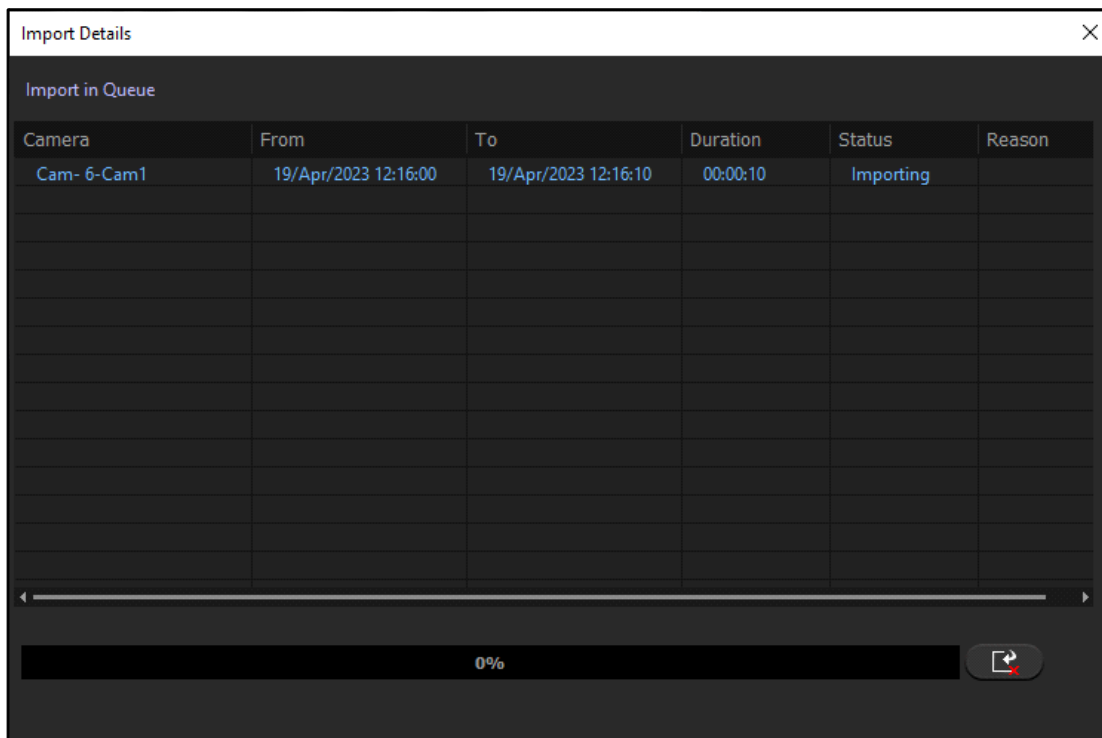 Import Details
Import in Queue
Camera From To Duration Status Reason
Cam- 6-Cam1 19/Apr/2023 12:16:00 19/Apr/2023 12:16:10 00:00:10 Importing
0%